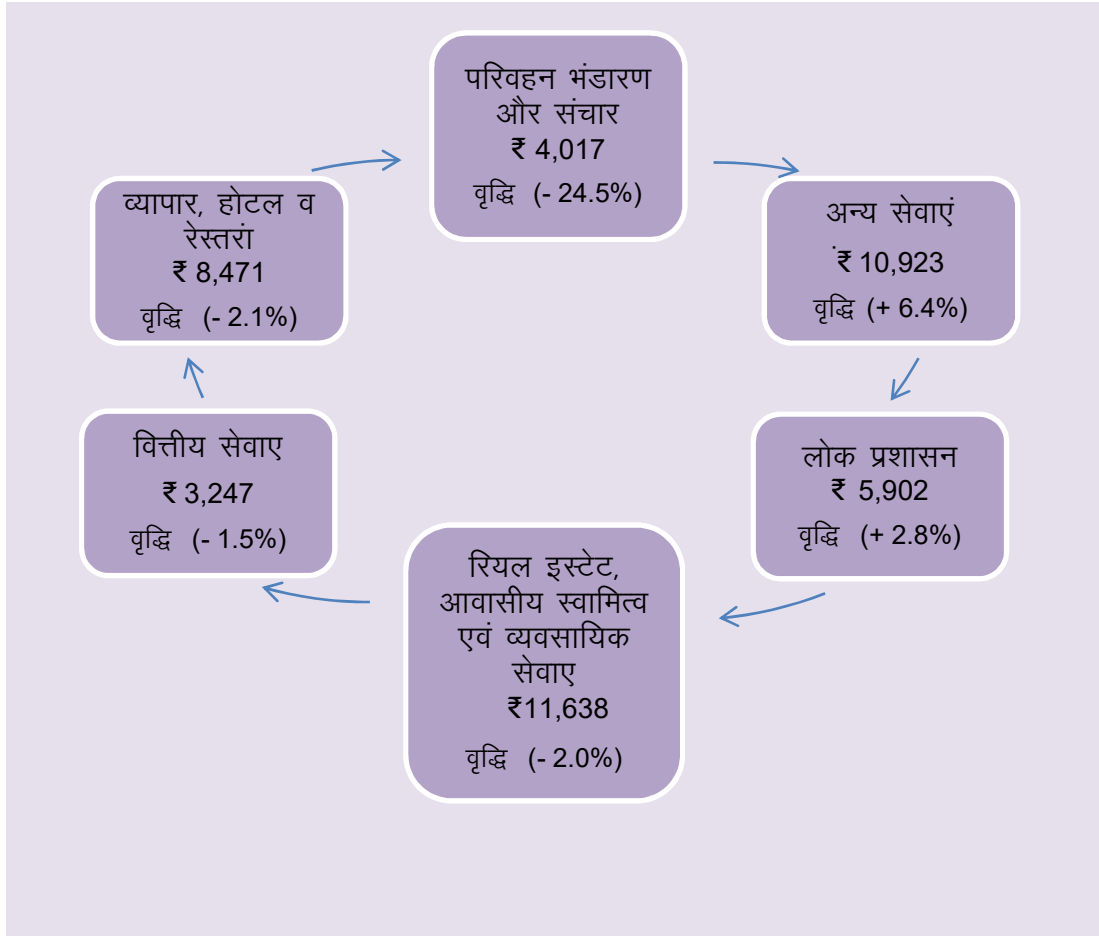 परिवहन भंडारण
और संचार
₹ 4,017
वृद्धि (- 24.5%)
अन्य सेवाएं
₹ 10,923
वृद्धि (+ 6.4%)
लोक प्रशासन
₹ 5,902
वृद्धि (+ 2.8%)
रियल इस्टेट,
आवासीय स्वामित्व
एवं व्यवसायिक
सेवाए
₹11,638
वृद्धि (- 2.0%)
वित्तीय सेवाए
₹ 3,247
वृद्धि (- 1.5%)
व्यापार, होटल व
रेस्तरां
₹ 8,471
वृद्धि (- 2.1%)